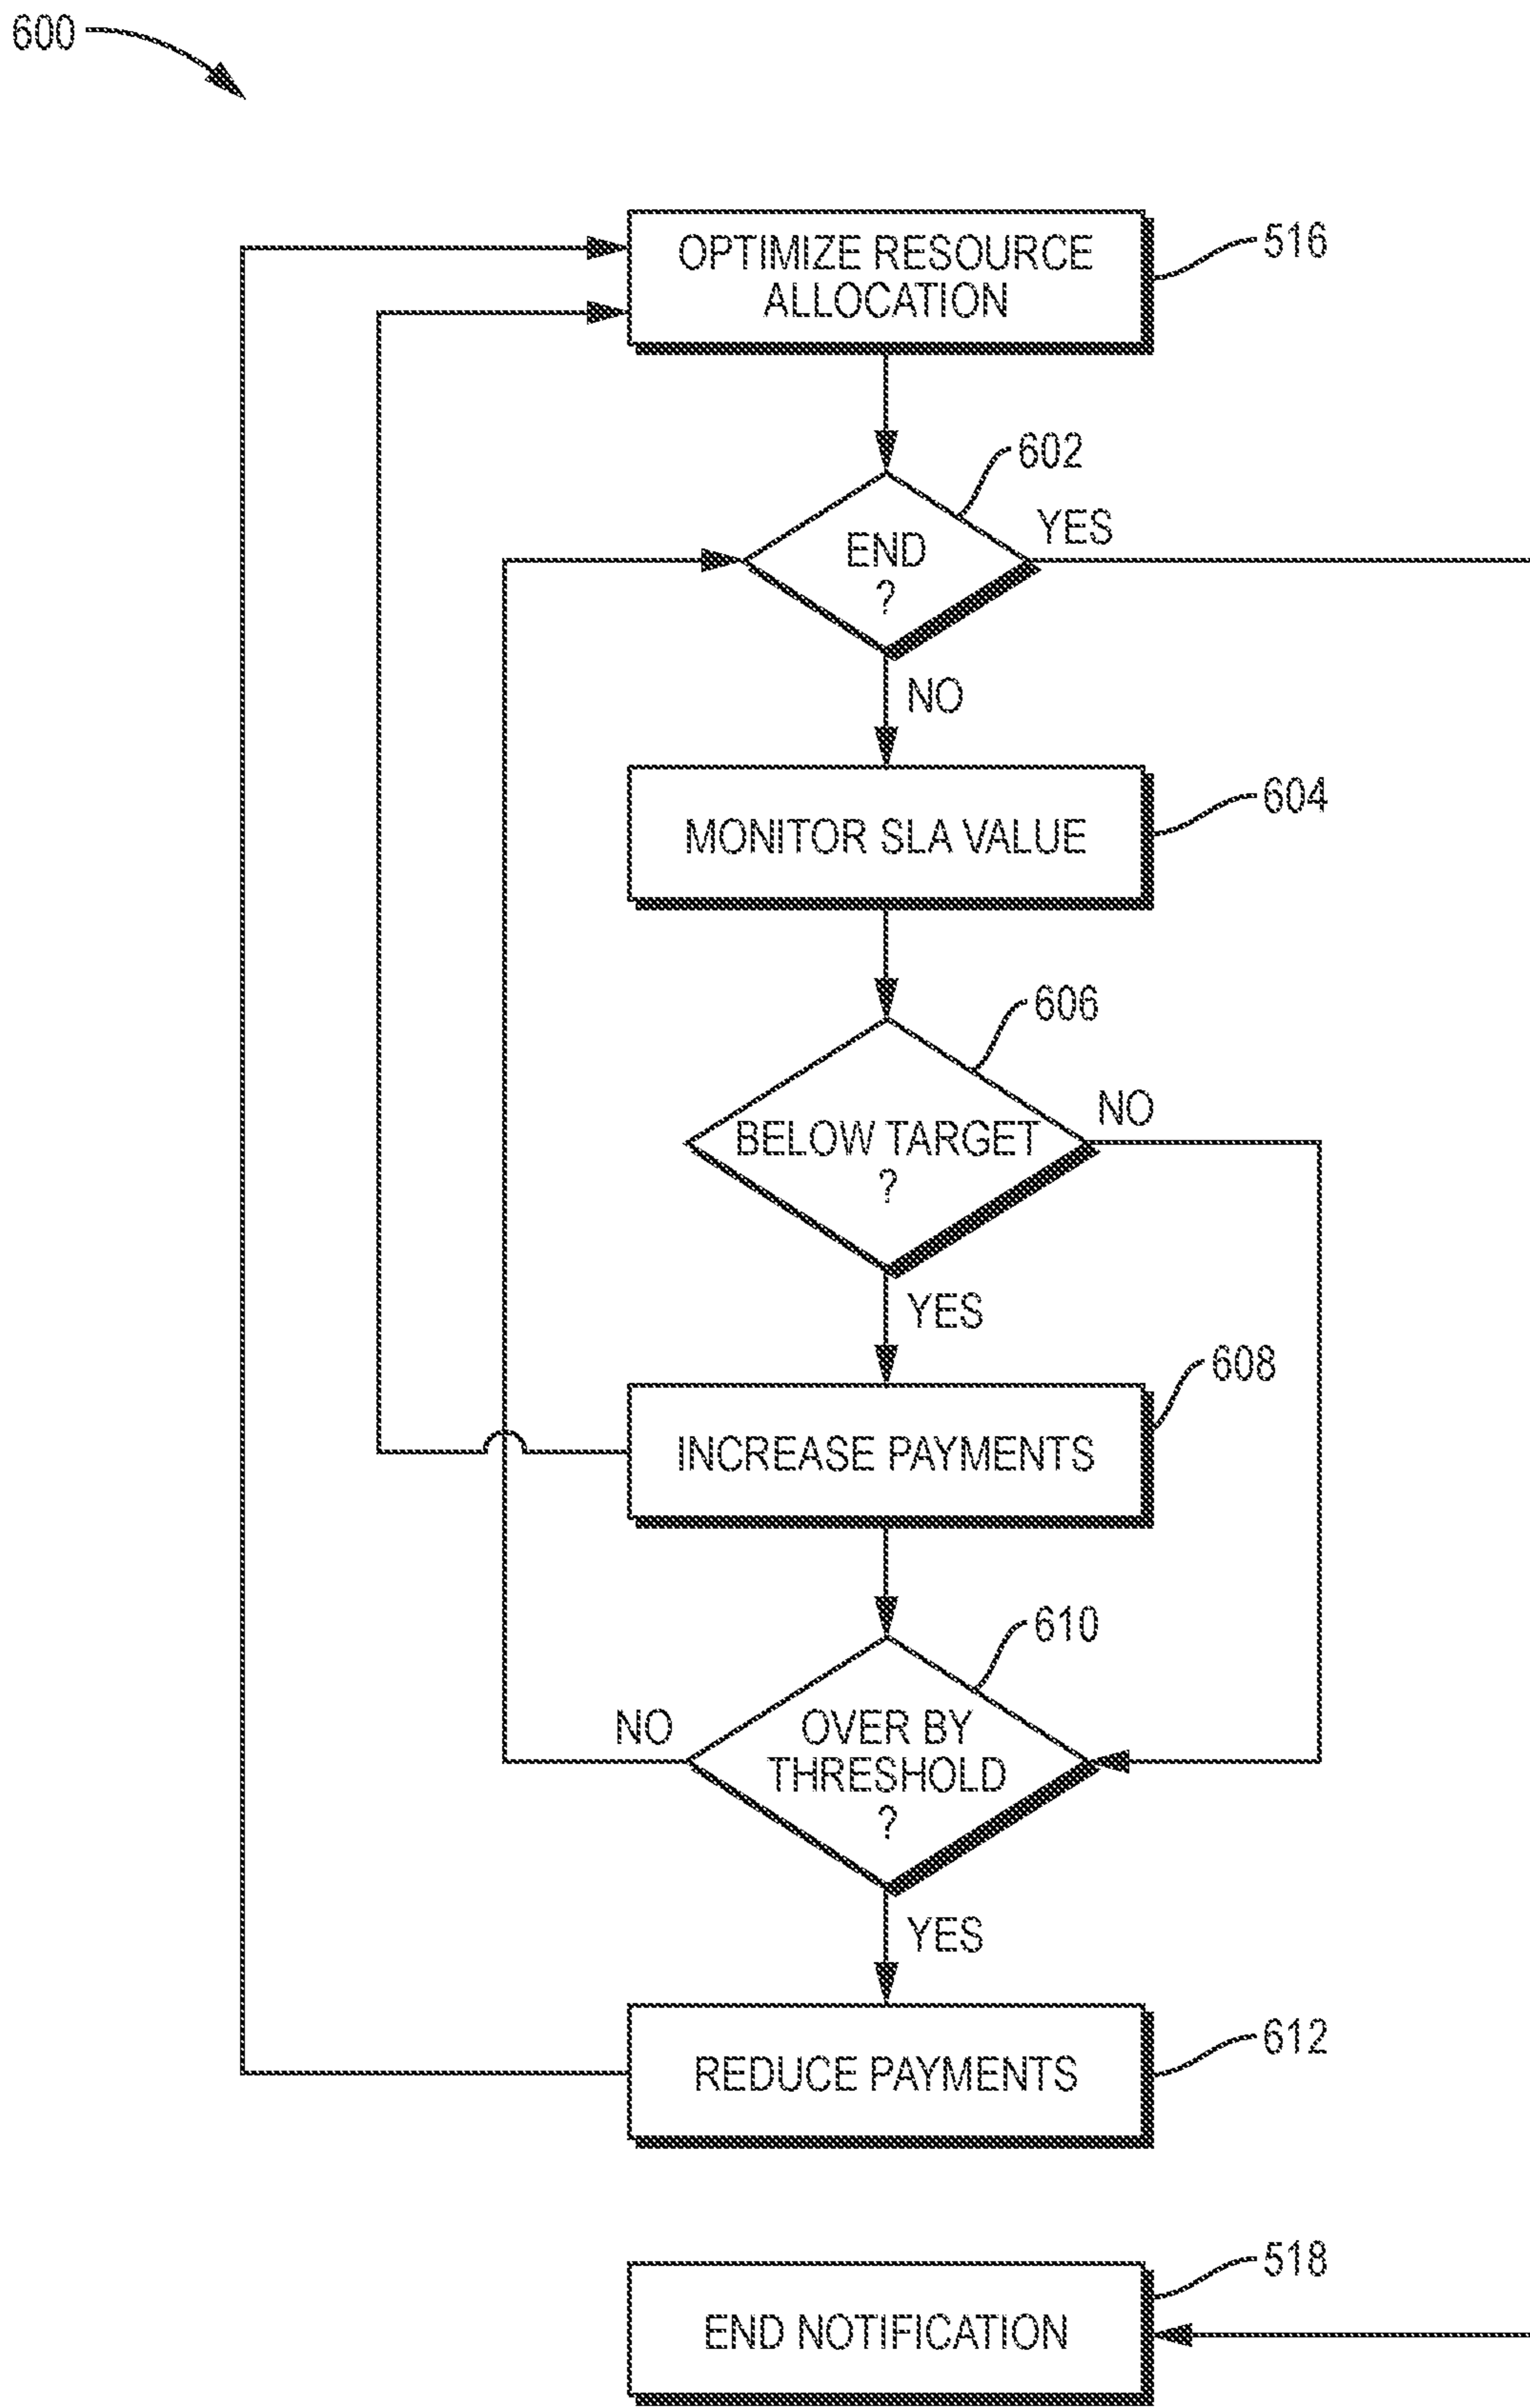 600
OPTIMIZE RESOURCE
ALLOCATION
516
602
END
?
YES
NO
MONITOR SLA VALUE
604
606
BELOW TARGET
?
NO
YES
608
INCREASE PAYMENTS
610
NO
OVER BY
THRESHOLD
?
YES
REDUCE PAYMENTS
612
518
END NOTIFICATION